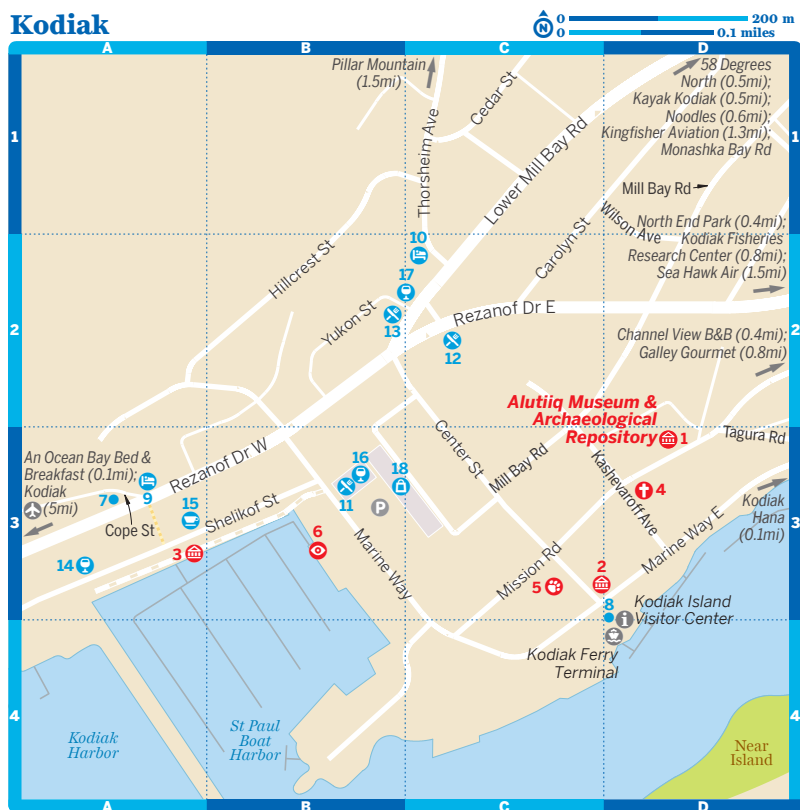 Kodiak
N
0 200 m
0 0.1 miles
A B C D
Pillar Mountain
(1.5mi)
58 Degrees
North (0.5mi);
Kayak Kodiak (0.5mi);
Noodles (0.6mi);
Kingfisher Aviation (1.3mi);
Monashka Bay Rd
Cedar St
Thorsheim Ave
Lower Mill Bay Rd
1 1
Mill Bay Rd
Wilson Ave
Carolyn St
North End Park (0.4mi);
Kodiak Fisheries
Research Center (0.8mi);
Sea Hawk Air (1.5mi)
Hillcrest St
10
17
Yukon St
13
Rezanof Dr E
12
2 2
Channel View B&B (0.4mi);
Galley Gourmet (0.8mi)
Alutiiq Museum &
Archaeological
Repository
1
Tagura Rd
Center St
Mill Bay Rd
Kashevaroff Ave
4
An Ocean Bay Bed &
Breakfast (0.1mi);
Kodiak
(5mi)
Rezanof Dr W
7
9
Cope St
15
Shelikof St
16
11
18
P
3 3
14
3
6
Marine Way
Mission Rd
5
2
Marine Way E
Kodiak
Hana
(0.1mi)
8
Kodiak Island
Visitor Center
Kodiak Ferry
Terminal
4 4
Kodiak
Harbor
St Paul
Boat
Harbor
Near
Island
A B C D